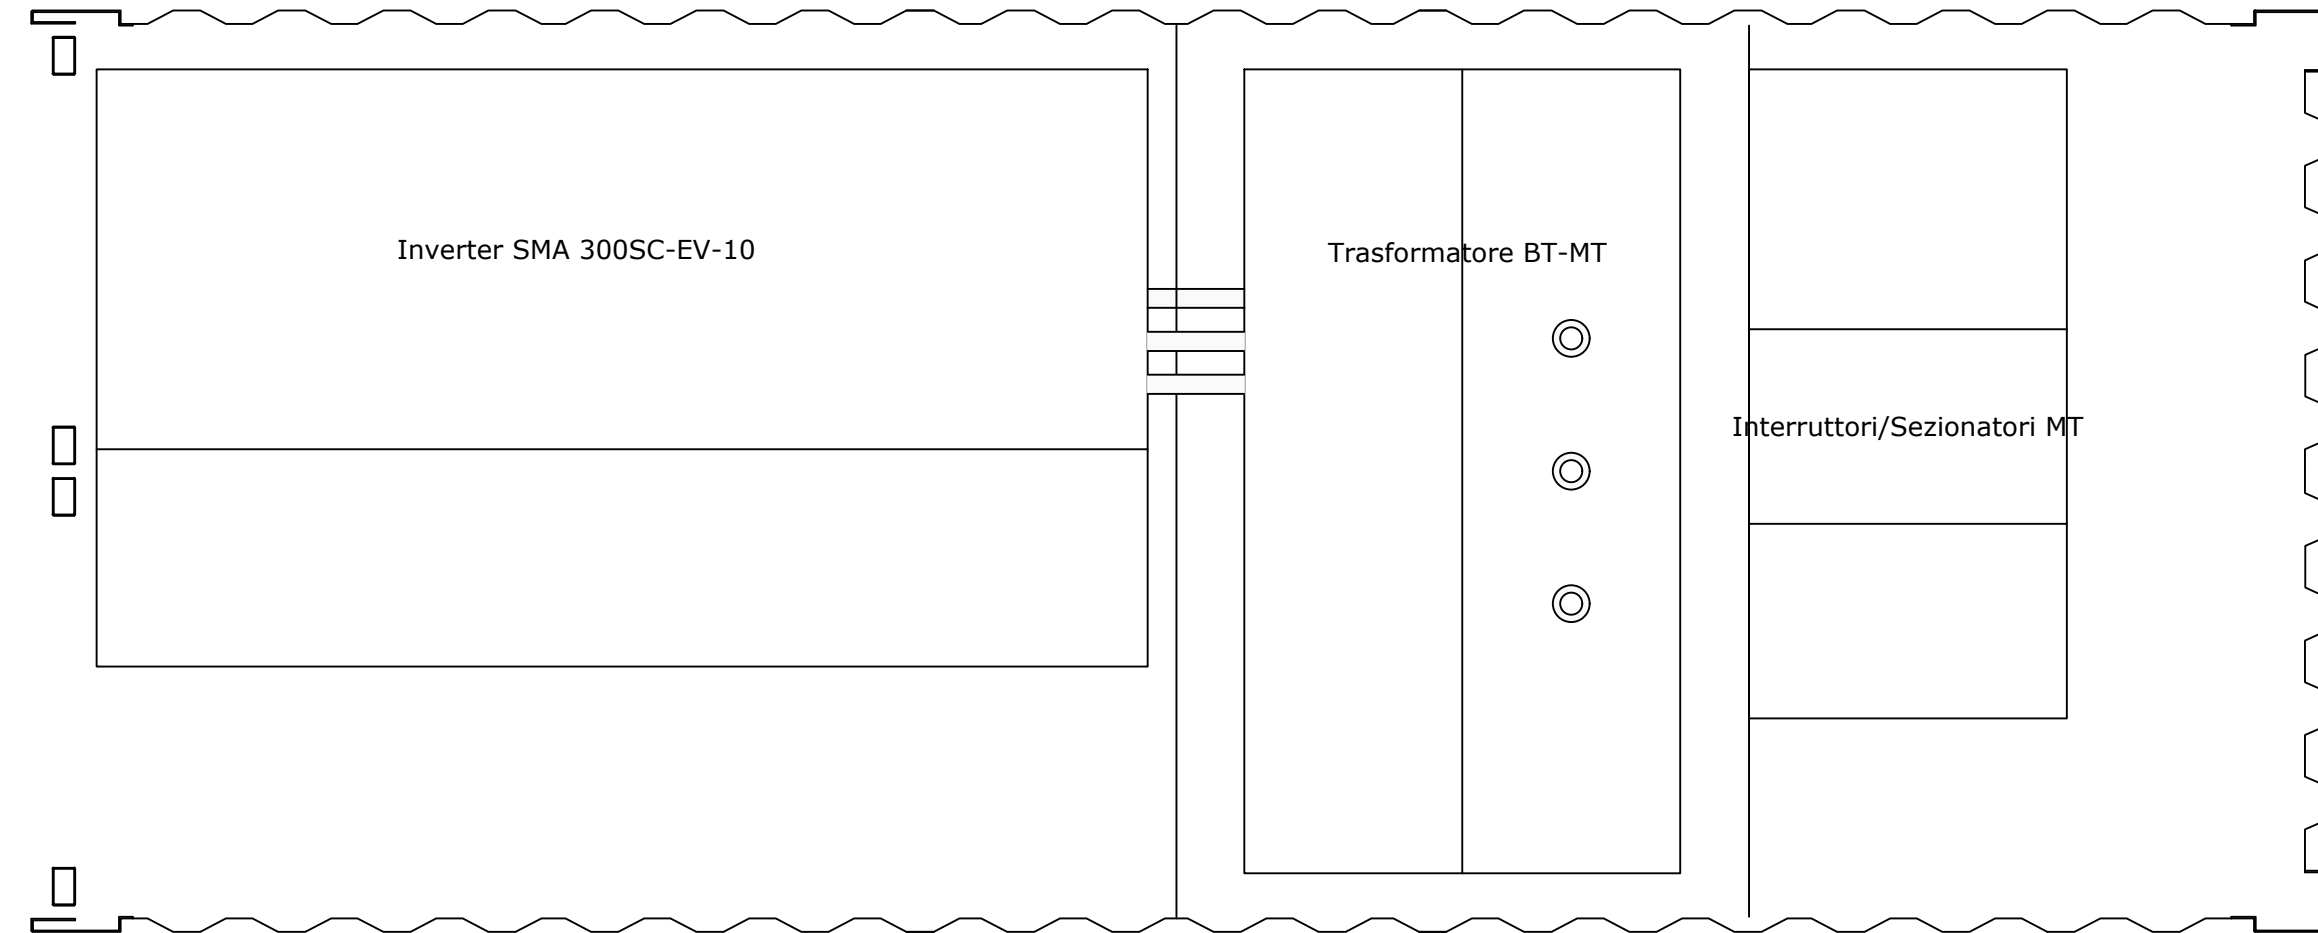 Inverter SMA 300SC-EV-10
Trasformatore BT-MT
Interruttori/Sezionatori MT